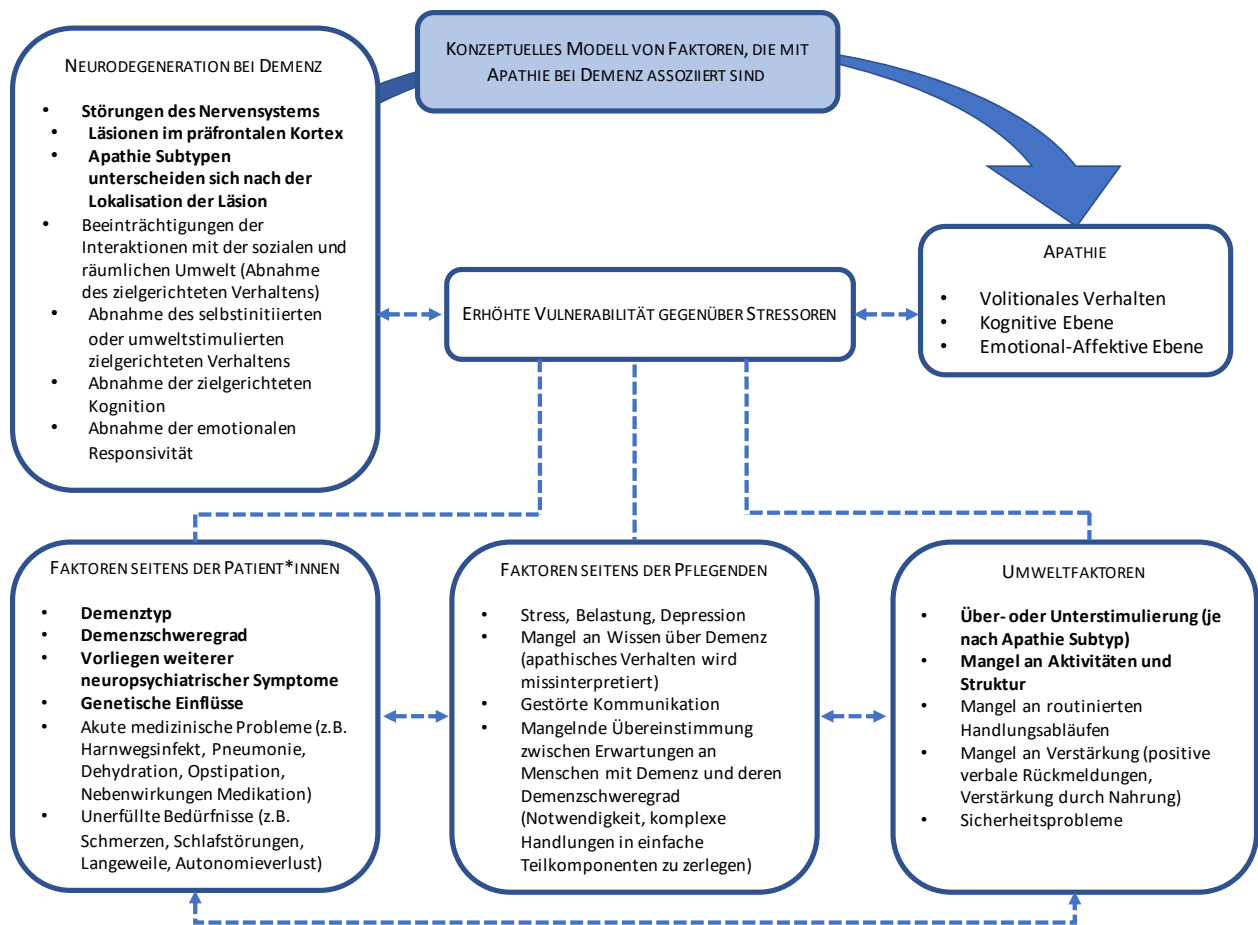 KONZEPTUELLES MODELL VON FAKTOREN, DIE MIT
APATHIE BEI DEMENZ ASSOZIIERT SIND
NEURODEGENERATION BEI DEMENZ
• Störungen des Nervensystems
• Läsionen im präfrontalen Kortex
• Apathie Subtypen
unterscheiden sich nach der
Lokalisation der Läsion
• Beeinträchtigungen der
Interaktionen mit der sozialen und
räumlichen Umwelt (Abnahme
des zielgerichteten Verhaltens)
• Abnahme des selbstinitiierten
oder umweltstimulierten
zielgerichteten Verhaltens
• Abnahme der zielgerichteten
Kognition
• Abnahme der emotionalen
Responsivität
ERHÖHTE VULNERABILITÄT GEGENÜBER STRESSOREN
APATHIE
• Volitionales Verhalten
• Kognitive Ebene
• Emotional-Affektive Ebene
FAKTOREN SEITENS DER PATIENT*INNEN
• Demenztyp
• Demenzschweregrad
• Vorliegen weiterer
neuropsychiatrischer Symptome
• Genetische Einflüsse
• Akute medizinische Probleme (z.B.
Harnwegsinfekt, Pneumonie,
Dehydration, Opstipation,
Nebenwirkungen Medikation)
• Unerfüllte Bedürfnisse (z.B.
Schmerzen, Schlafstörungen,
Langeweile, Autonomieverlust)
FAKTOREN SEITENS DER PFLEGENDEN
• Stress, Belastung, Depression
• Mangel an Wissen über Demenz
(apathisches Verhalten wird
missinterpretiert)
• Gestörte Kommunikation
• Mangelnde Übereinstimmung
zwischen Erwartungen an
Menschen mit Demenz und deren
Demenzschweregrad
(Notwendigkeit, komplexe
Handlungen in einfache
Teilkomponenten zu zerlegen)
UMWELTFAKTOREN
• Über- oder Unterstimulierung (je
nach Apathie Subtyp)
• Mangel an Aktivitäten und
Struktur
• Mangel an routinierten
Handlungsabläufen
• Mangel an Verstärkung (positive
verbale Rückmeldungen,
Verstärkung durch Nahrung)
• Sicherheitsprobleme